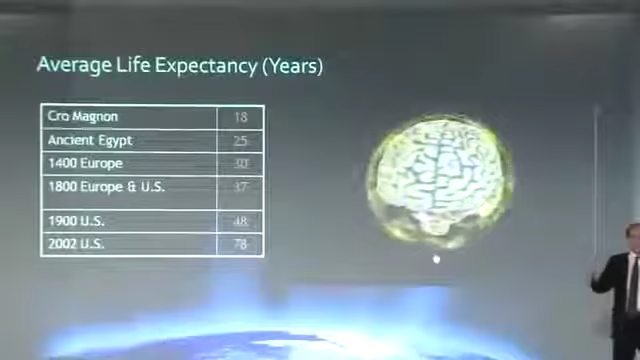 Average Life Expectancy (Years)
Cro Magnon 18
Ancient Egypt 25
1400 Europe 30
1800 Europe & U.S. 37
1900 U.S. 48
2002 U.S. 78